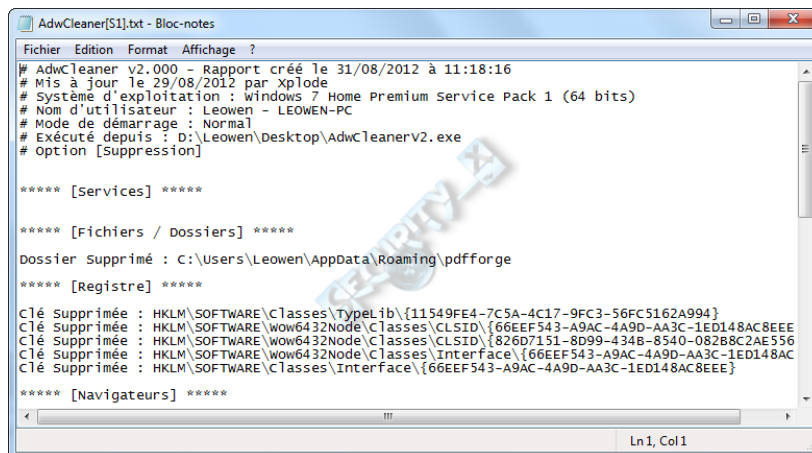 AdwCleaner[S1].txt - Bloc-notes
Fichier Edition Format Affichage ?
# AdwCleaner v2.000 - Rapport créé le 31/08/2012 à 11:18:16
# Mis à jour le 29/08/2012 par Xplode
# Système d'exploitation : Windows 7 Home Premium Service Pack 1 (64 bits)
# Nom d'utilisateur : Leowen - LEOWEN-PC
# Mode de démarrage : Normal
# Exécuté depuis : D:\Leowen\Desktop\AdwCleanerV2.exe
# Option [Suppression]
***** [Services] *****
***** [Fichiers / Dossiers] *****
Dossier Supprimé : C:\Users\Leowen\AppData\Roaming\pdfforge
***** [Registre] *****
Clé Supprimée : HKLM\SOFTWARE\Classes\TypeLib\{11549FE4-7C5A-4C17-9FC3-56FC5162A994}
Clé Supprimée : HKLM\SOFTWARE\Wow6432Node\Classes\CLSID\{66EEF543-A9AC-4A9D-AA3C-1ED148AC8EEE
Clé Supprimée : HKLM\SOFTWARE\Wow6432Node\Classes\CLSID\{826D7151-8D99-434B-8540-082B8C2AE556
Clé Supprimée : HKLM\SOFTWARE\Wow6432Node\Classes\Interface\{66EEF543-A9AC-4A9D-AA3C-1ED148AC
Clé Supprimée : HKLM\SOFTWARE\Classes\Interface\{66EEF543-A9AC-4A9D-AA3C-1ED148AC8EEE}
***** [Navigateurs] *****
Ln 1, Col 1
SECURITY-X